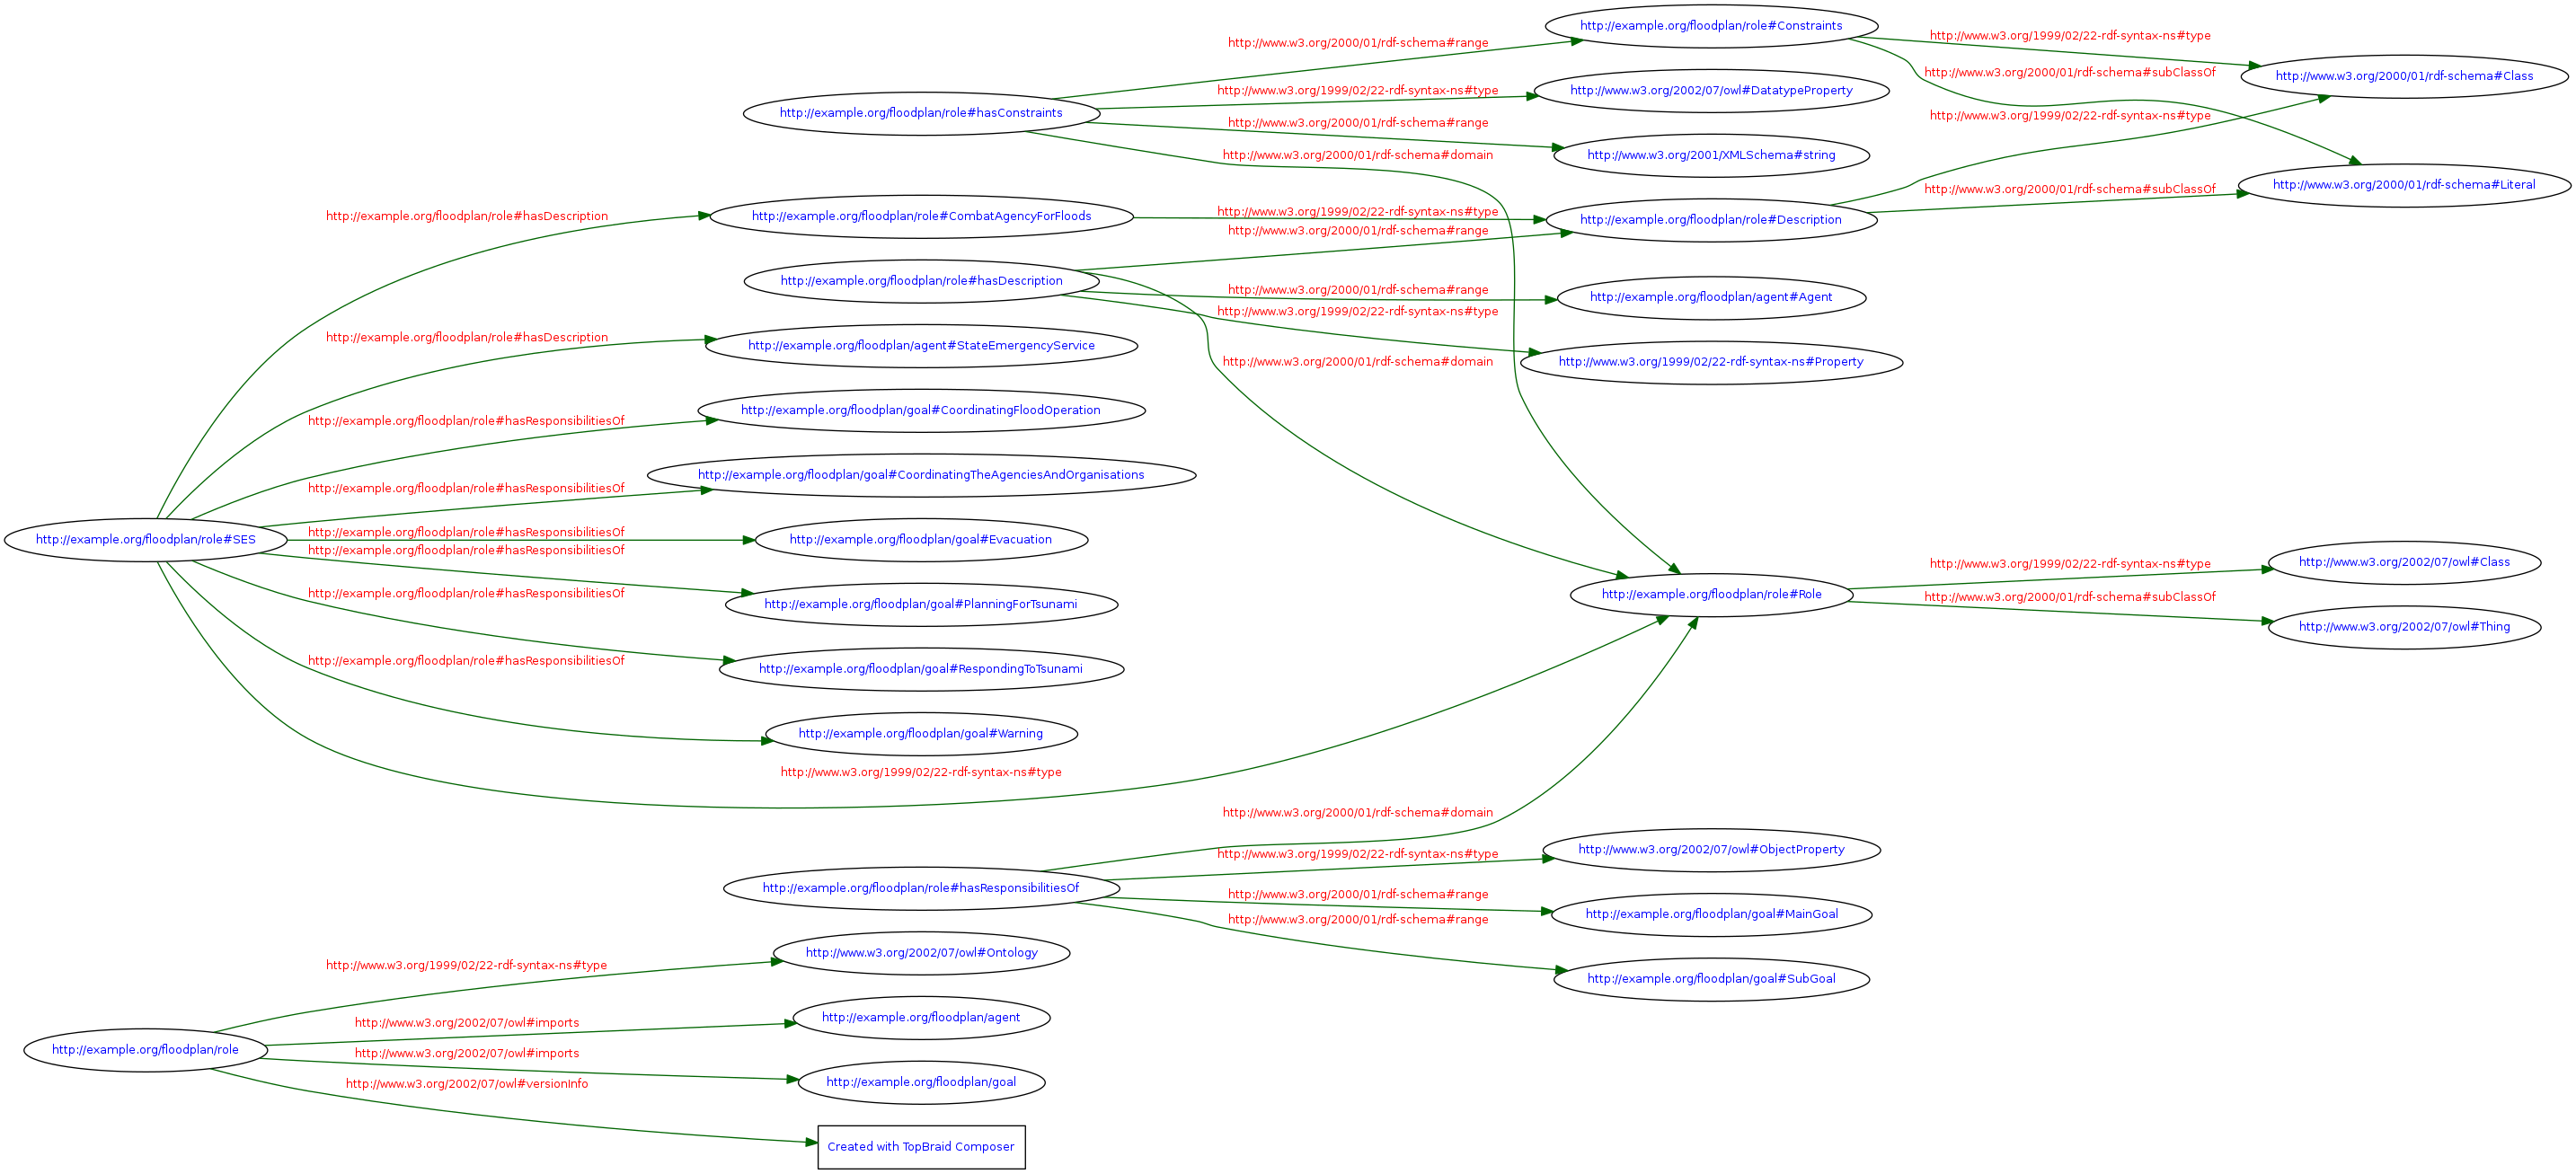 http://example.org/floodplan/role#Constraints
http://www.w3.org/1999/02/22-rdf-syntax-ns#type
http://www.w3.org/2000/01/rdf-schema#range
http://www.w3.org/2000/01/rdf-schema#subClassOf
http://www.w3.org/2000/01/rdf-schema#Class
http://www.w3.org/1999/02/22-rdf-syntax-ns#type
http://www.w3.org/2002/07/owl#DatatypeProperty
http://example.org/floodplan/role#hasConstraints
http://www.w3.org/1999/02/22-rdf-syntax-ns#type
http://www.w3.org/2000/01/rdf-schema#range
http://www.w3.org/2000/01/rdf-schema#domain
http://www.w3.org/2001/XMLSchema#string
http://www.w3.org/2000/01/rdf-schema#Literal
http://www.w3.org/2000/01/rdf-schema#subClassOf
http://example.org/floodplan/role#hasDescription
http://example.org/floodplan/role#CombatAgencyForFloods
http://www.w3.org/1999/02/22-rdf-syntax-ns#type
http://example.org/floodplan/role#Description
http://www.w3.org/2000/01/rdf-schema#range
http://example.org/floodplan/role#hasDescription
http://www.w3.org/2000/01/rdf-schema#range
http://example.org/floodplan/agent#Agent
http://www.w3.org/1999/02/22-rdf-syntax-ns#type
http://example.org/floodplan/role#hasDescription
http://example.org/floodplan/agent#StateEmergencyService
http://www.w3.org/2000/01/rdf-schema#domain
http://www.w3.org/1999/02/22-rdf-syntax-ns#Property
http://example.org/floodplan/role#hasResponsibilitiesOf
http://example.org/floodplan/goal#CoordinatingFloodOperation
http://example.org/floodplan/role#hasResponsibilitiesOf
http://example.org/floodplan/goal#CoordinatingTheAgenciesAndOrganisations
http://example.org/floodplan/role#SES
http://example.org/floodplan/role#hasResponsibilitiesOf
http://example.org/floodplan/goal#Evacuation
http://example.org/floodplan/role#hasResponsibilitiesOf
http://www.w3.org/1999/02/22-rdf-syntax-ns#type
http://www.w3.org/2002/07/owl#Class
http://example.org/floodplan/role#hasResponsibilitiesOf
http://example.org/floodplan/goal#PlanningForTsunami
http://example.org/floodplan/role#Role
http://www.w3.org/2000/01/rdf-schema#subClassOf
http://www.w3.org/2002/07/owl#Thing
http://example.org/floodplan/role#hasResponsibilitiesOf
http://example.org/floodplan/goal#RespondingToTsunami
http://example.org/floodplan/goal#Warning
http://www.w3.org/1999/02/22-rdf-syntax-ns#type
http://www.w3.org/2000/01/rdf-schema#domain
http://www.w3.org/1999/02/22-rdf-syntax-ns#type
http://www.w3.org/2002/07/owl#ObjectProperty
http://example.org/floodplan/role#hasResponsibilitiesOf
http://www.w3.org/2000/01/rdf-schema#range
http://example.org/floodplan/goal#MainGoal
http://www.w3.org/2000/01/rdf-schema#range
http://example.org/floodplan/goal#SubGoal
http://www.w3.org/1999/02/22-rdf-syntax-ns#type
http://www.w3.org/2002/07/owl#Ontology
http://www.w3.org/2002/07/owl#imports
http://example.org/floodplan/agent
http://example.org/floodplan/role
http://www.w3.org/2002/07/owl#imports
http://example.org/floodplan/goal
http://www.w3.org/2002/07/owl#versionInfo
Created with TopBraid Composer